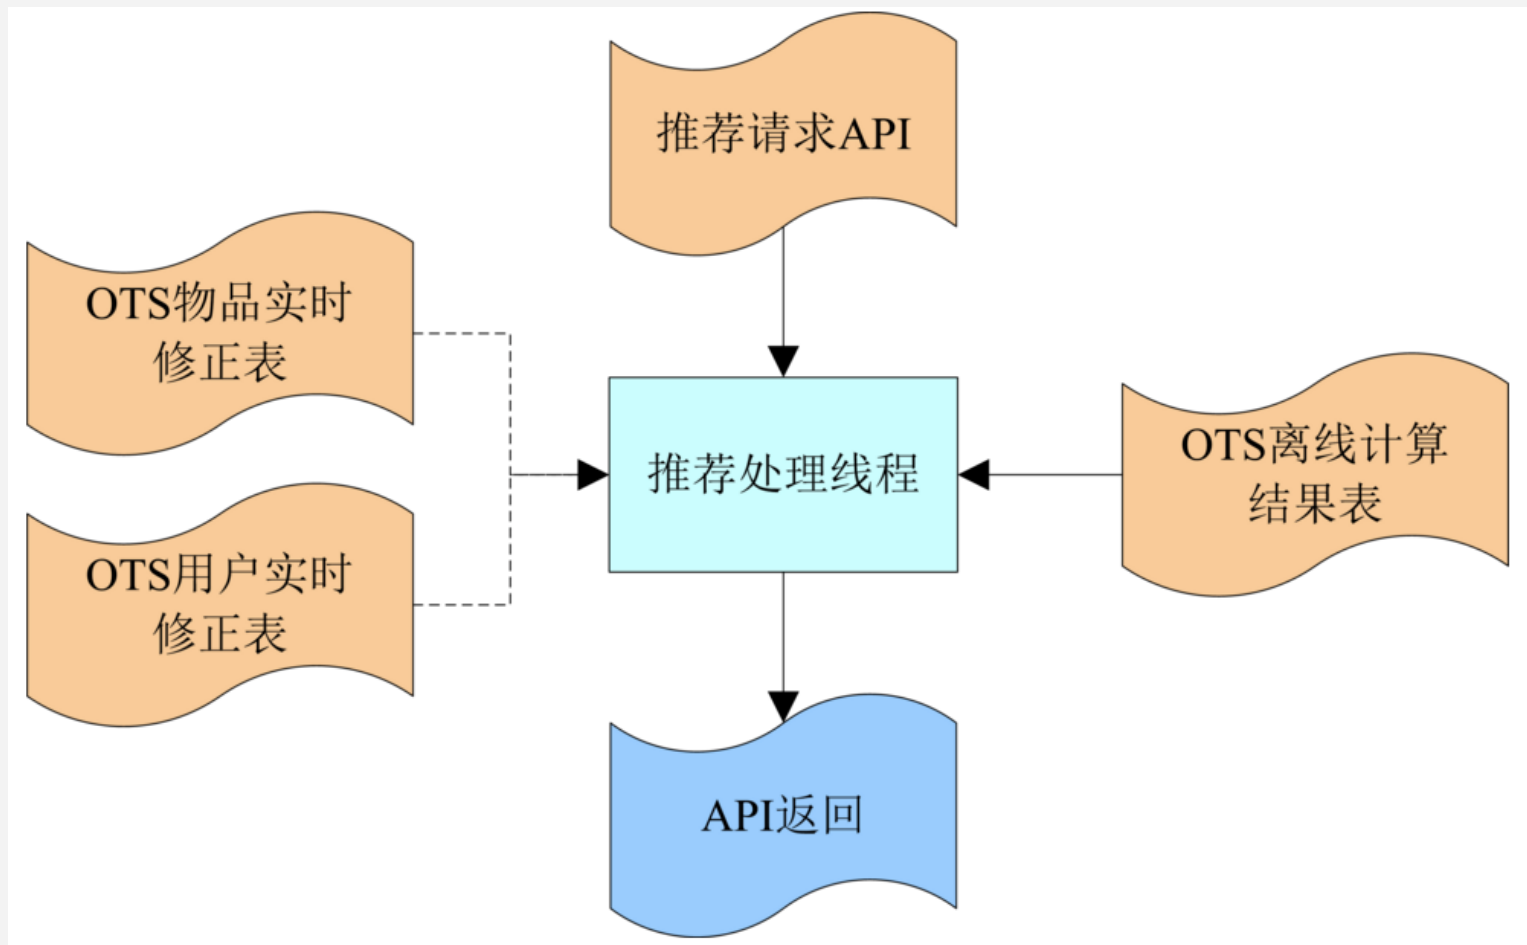 推荐请求API
OTS物品实时
修正表
推荐处理线程
OTS离线计算
结果表
OTS用户实时
修正表
API返回